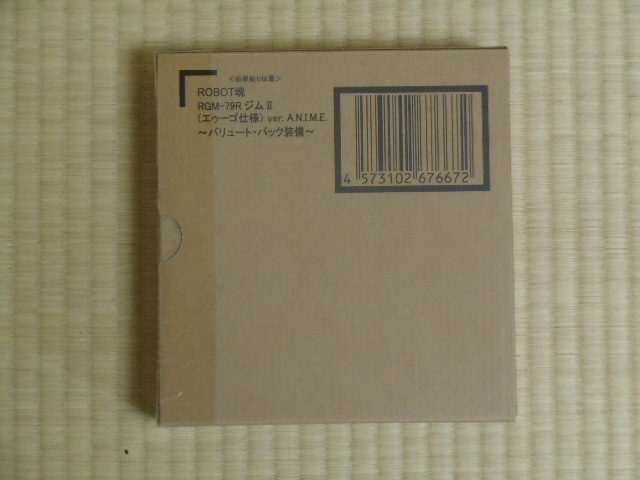 ＜伝票貼り位置＞
ROBOT魂
RGM-79R ジムⅡ
（エゥーゴ仕様） ver. A.N.I.M.E.
～バリュート・パック装備～
4 573102 676672